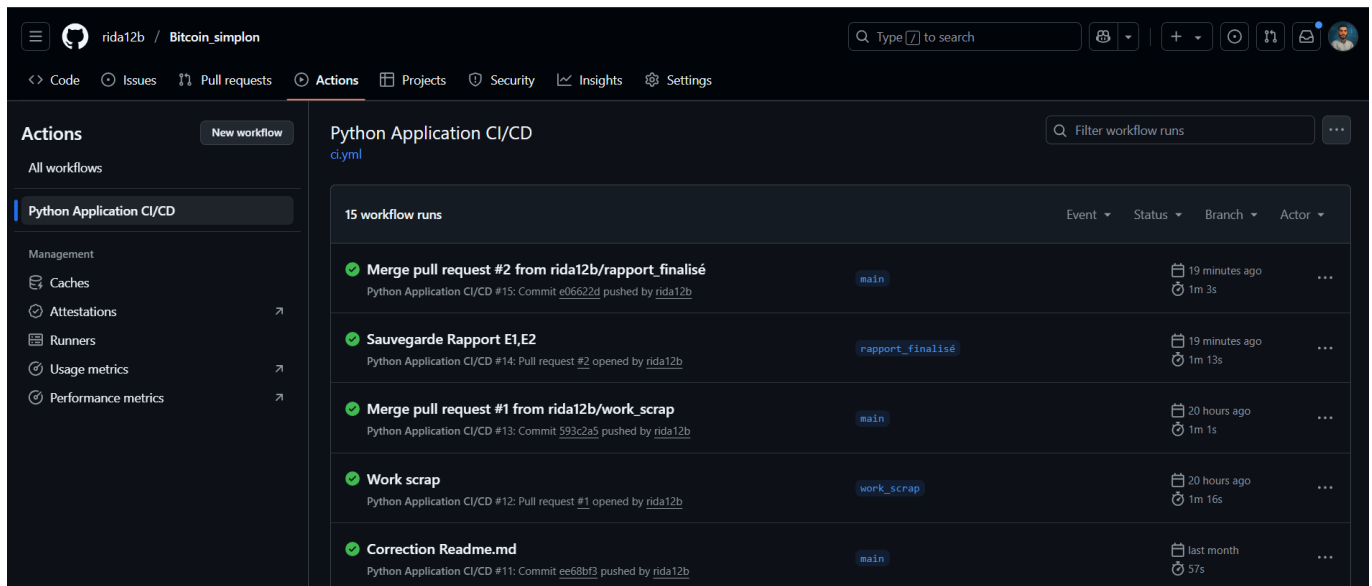 rida12b / Bitcoin_simplon
Type / to search
Code Issues Pull requests Actions Projects Security Insights Settings
Actions
New workflow
All workflows
Python Application CI/CD
Management
Caches
Attestations
Runners
Usage metrics
Performance metrics
Python Application CI/CD
ci.yml
Filter workflow runs
15 workflow runs
Event Status Branch Actor
Merge pull request #2 from rida12b/rapport_finalisé
Python Application CI/CD #15: Commit e06622d pushed by rida12b
main
19 minutes ago
1m 3s
Sauvegarde Rapport E1,E2
Python Application CI/CD #14: Pull request #2 opened by rida12b
rapport_finalisé
19 minutes ago
1m 13s
Merge pull request #1 from rida12b/work_scrap
Python Application CI/CD #13: Commit 593c2a5 pushed by rida12b
main
20 hours ago
1m 1s
Work scrap
Python Application CI/CD #12: Pull request #1 opened by rida12b
work_scrap
20 hours ago
1m 16s
Correction Readme.md
Python Application CI/CD #11: Commit ee68bf3 pushed by rida12b
main
last month
57s